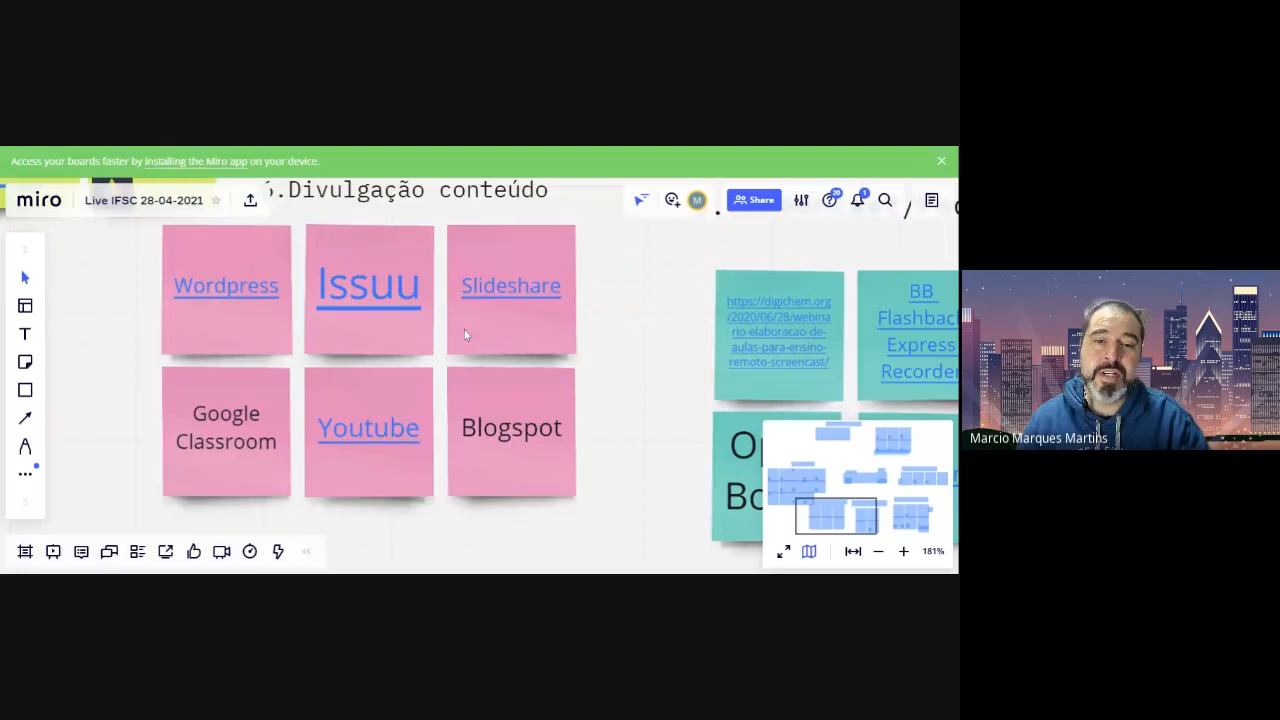 Access your boards faster by installing the Miro app on your device.
miro
Live IFSC 28-04-2021
.Divulgação conteúdo
M
Share
20
1
Wordpress
Issuu
Slideshare
Google
Classroom
Youtube
Blogspot
https://digichem.org
/2020/06/28/webina
rio-elaboracao-de-
aulas-para-ensino-
remoto-screencast/
BB
Flashbac
Express
Recorder
181%
Marcio Marques Martins